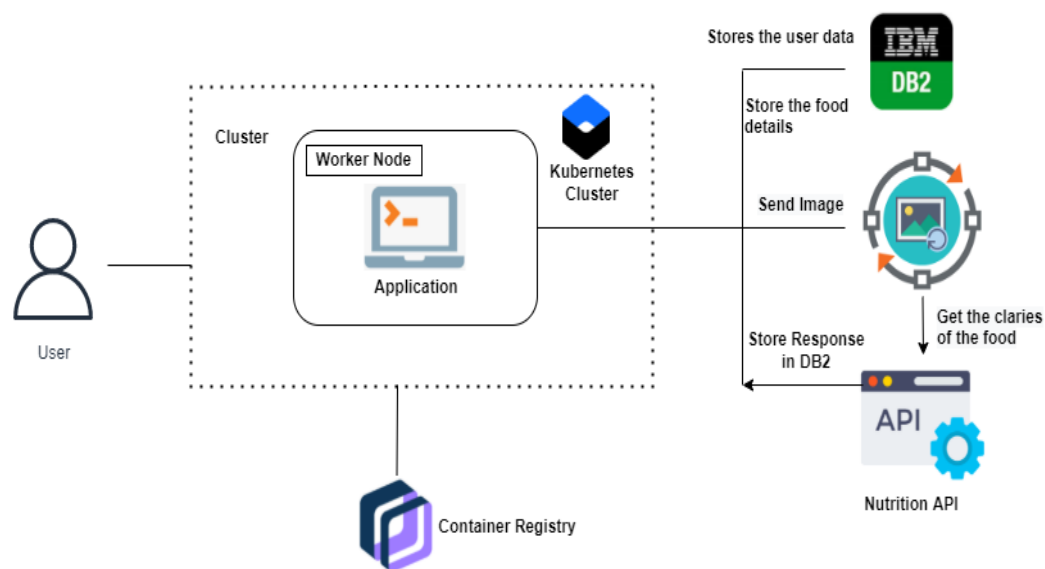 Stores the user data
IBM
DB2
Store the food
details
Cluster
Worker Node
Kubernetes
Cluster
Application
Send Image
User
Get the claries
of the food
Store Response
in DB2
API
Nutrition API
Container Registry